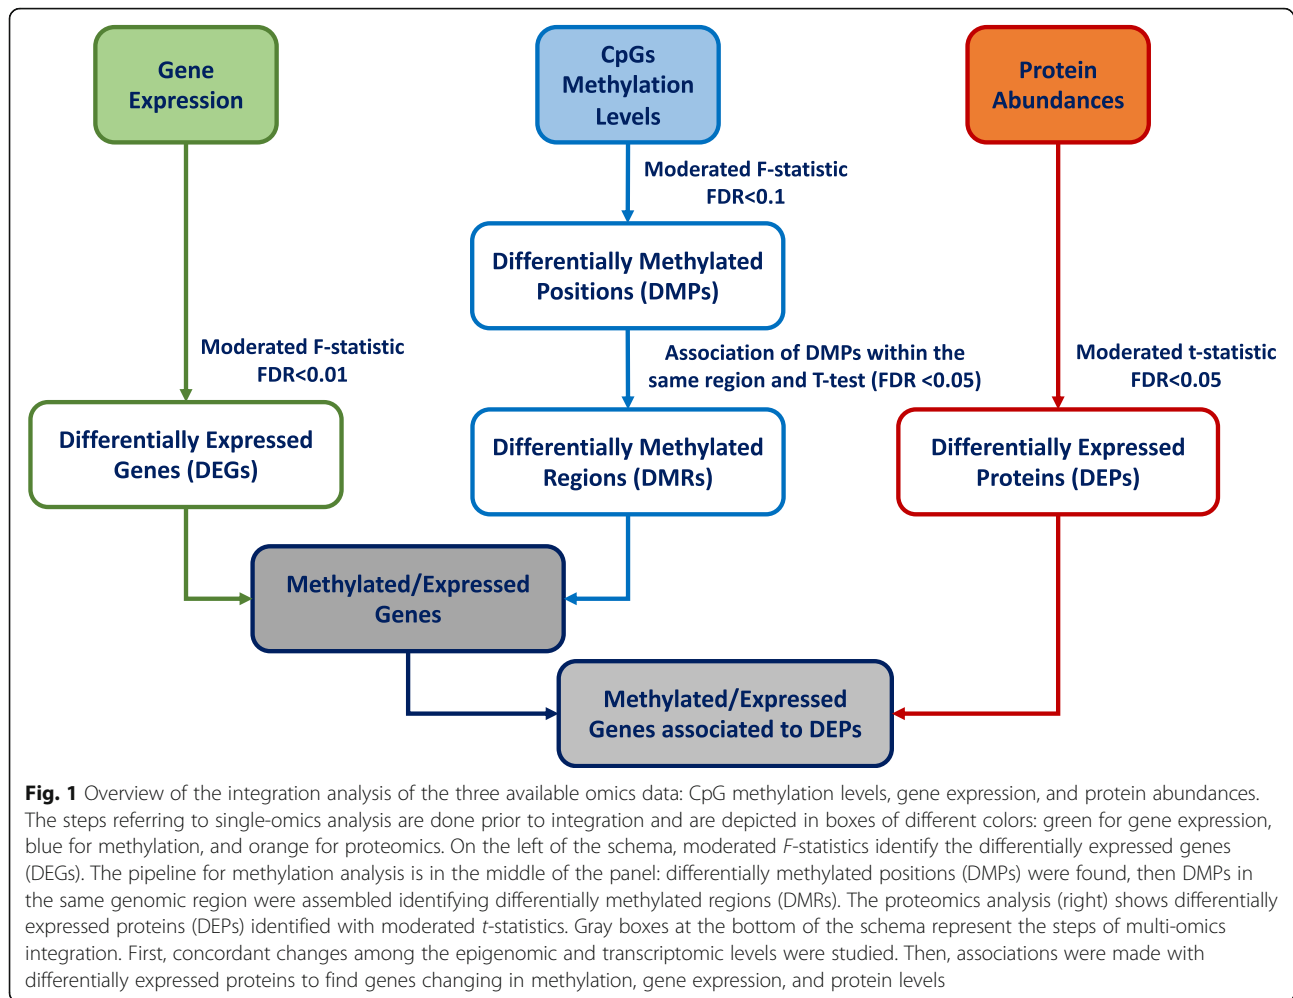 Gene
Expression
CpGs
Methylation
Levels
Protein
Abundances
Moderated F-statistic
FDR<0.1
Differentially Methylated
Positions (DMPs)
Moderated F-statistic
FDR<0.01
Association of DMPs within the
same region and T-test (FDR <0.05)
Moderated t-statistic
FDR<0.05
Differentially Expressed
Genes (DEGs)
Differentially Methylated
Regions (DMRs)
Differentially Expressed
Proteins (DEPs)
Methylated/Expressed
Genes
Methylated/Expressed
Genes associated to DEPs
Fig. 1 Overview of the integration analysis of the three available omics data: CpG methylation levels, gene expression, and protein abundances.
The steps referring to single-omics analysis are done prior to integration and are depicted in boxes of different colors: green for gene expression,
blue for methylation, and orange for proteomics. On the left of the schema, moderated F-statistics identify the differentially expressed genes
(DEGs). The pipeline for methylation analysis is in the middle of the panel: differentially methylated positions (DMPs) were found, then DMPs in
the same genomic region were assembled identifying differentially methylated regions (DMRs). The proteomics analysis (right) shows differentially
expressed proteins (DEPs) identified with moderated t-statistics. Gray boxes at the bottom of the schema represent the steps of multi-omics
integration. First, concordant changes among the epigenomic and transcriptomic levels were studied. Then, associations were made with
differentially expressed proteins to find genes changing in methylation, gene expression, and protein levels